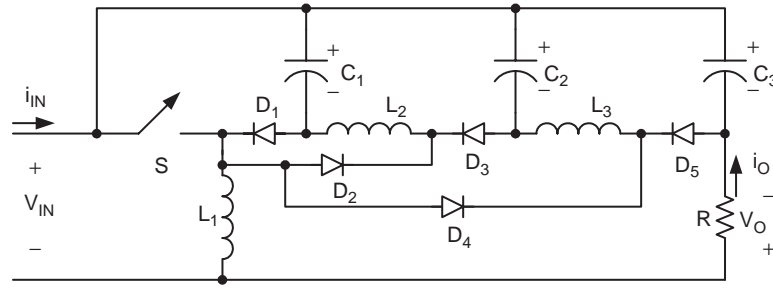 +
+
+
C1
C2
C3
−
−
−
iIN
D1
L2
L3
S
D3
D5
iO
+
D2
−
VIN
L1
R
VO
D4
−
+